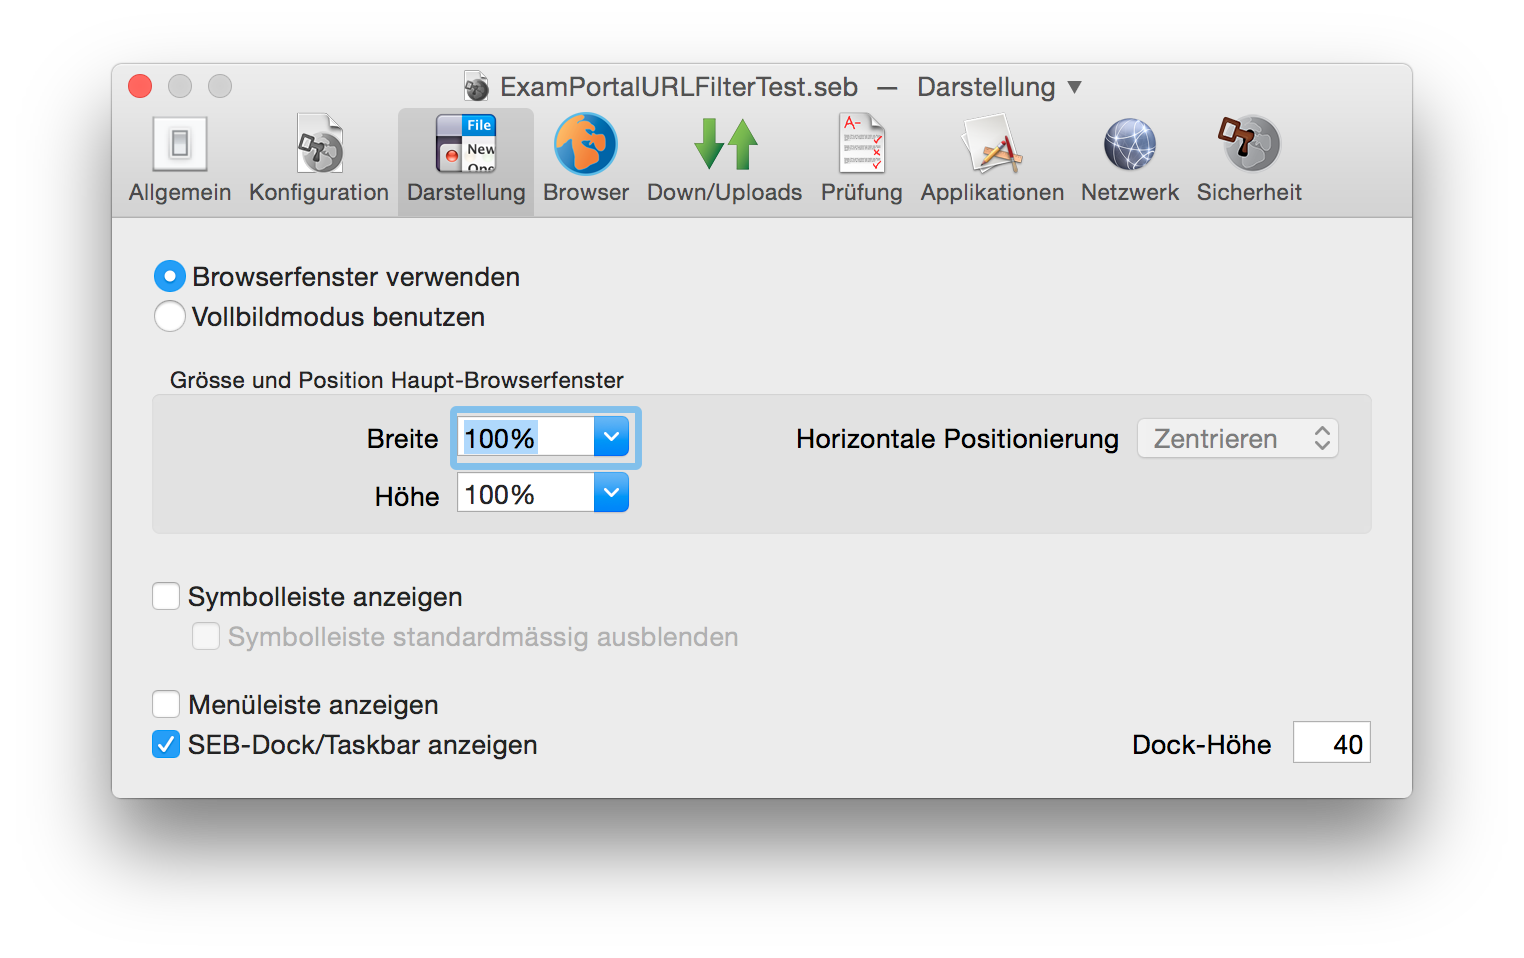 ExamPortalURLFilterTest.seb — Darstellung
File
New
Ope
A-
Allgemein Konfiguration Darstellung Browser Down/Uploads Prüfung Applikationen Netzwerk Sicherheit
Browserfenster verwenden
Vollbildmodus benutzen
Grösse und Position Haupt-Browserfenster
Breite 100% Horizontale Positionierung Zentrieren
Höhe 100%
Symbolleiste anzeigen
Symbolleiste standardmässig ausblenden
Menüleiste anzeigen
SEB-Dock/Taskbar anzeigen Dock-Höhe 40